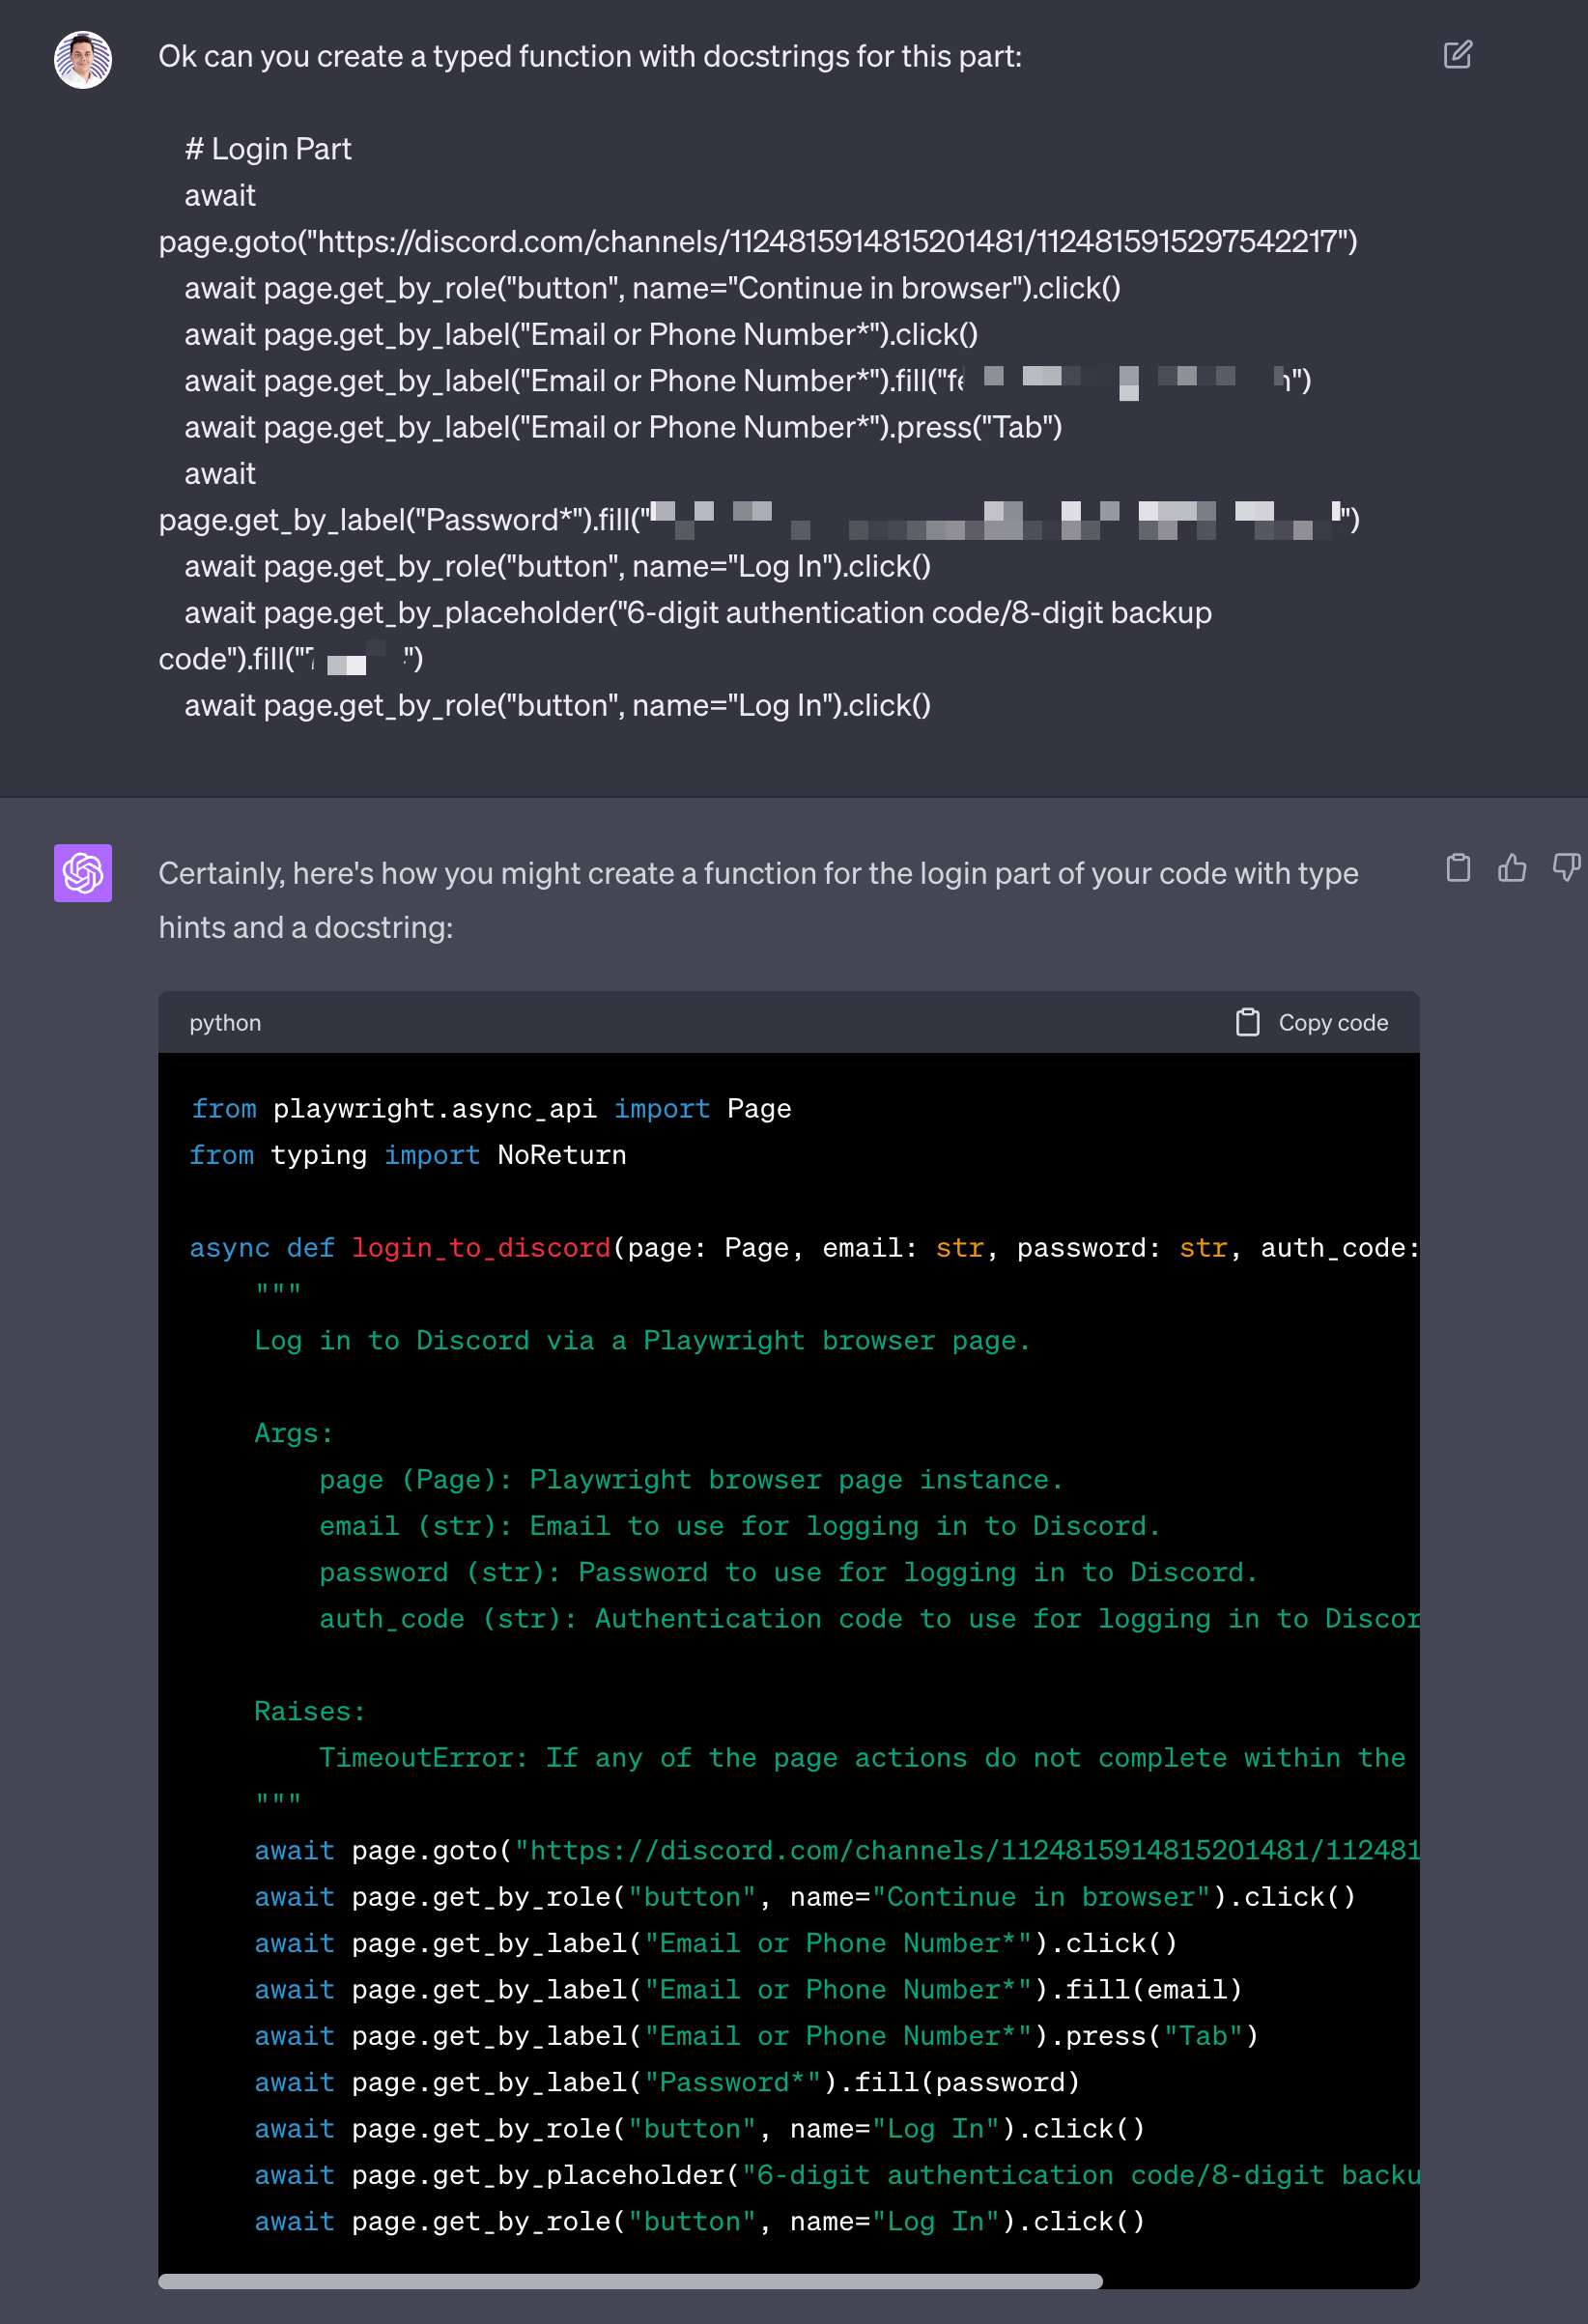 Ok can you create a typed function with docstrings for this part:
# Login Part
await
page.goto("https://discord.com/channels/1124815914815201481/1124815915297542217")
await page.get_by_role("button", name="Continue in browser").click()
await page.get_by_label("Email or Phone Number*").click()
await page.get_by_label("Email or Phone Number*").fill("fe ")
await page.get_by_label("Email or Phone Number*").press("Tab")
await
page.get_by_label("Password*").fill(" ")
await page.get_by_role("button", name="Log In").click()
await page.get_by_placeholder("6-digit authentication code/8-digit backup
code").fill(" ")
await page.get_by_role("button", name="Log In").click()
Certainly, here's how you might create a function for the login part of your code with type
hints and a docstring:
python Copy code
from playwright.async_api import Page
from typing import NoReturn
async def login_to_discord(page: Page, email: str, password: str, auth_code:
"""
Log in to Discord via a Playwright browser page.
Args:
page (Page): Playwright browser page instance.
email (str): Email to use for logging in to Discord.
password (str): Password to use for logging in to Discord.
auth_code (str): Authentication code to use for logging in to Discor
Raises:
TimeoutError: If any of the page actions do not complete within the
"""
await page.goto("https://discord.com/channels/1124815914815201481/112481
await page.get_by_role("button", name="Continue in browser").click()
await page.get_by_label("Email or Phone Number*").click()
await page.get_by_label("Email or Phone Number*").fill(email)
await page.get_by_label("Email or Phone Number*").press("Tab")
await page.get_by_label("Password*").fill(password)
await page.get_by_role("button", name="Log In").click()
await page.get_by_placeholder("6-digit authentication code/8-digit backu
await page.get_by_role("button", name="Log In").click()